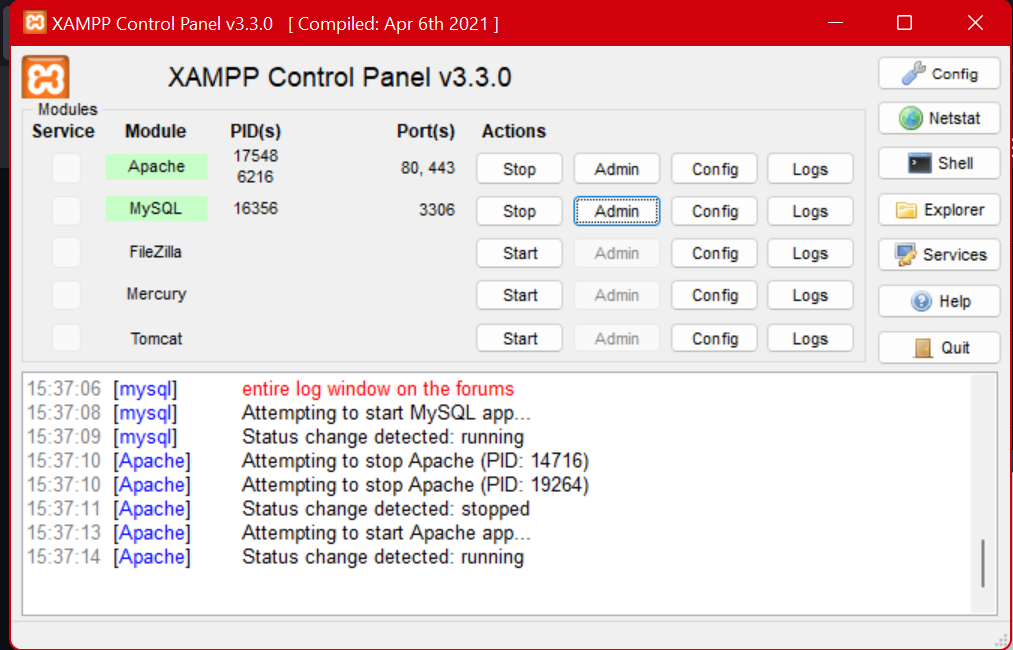 XAMPP Control Panel v3.3.0 [ Compiled: Apr 6th 2021 ]
XAMPP Control Panel v3.3.0
Config
Modules
Service Module PID(s) Port(s) Actions
Netstat
Apache 17548 6216 80, 443 Stop Admin Config Logs
Shell
MySQL 16356 3306 Stop Admin Config Logs
Explorer
FileZilla Start Admin Config Logs
Services
Mercury Start Admin Config Logs
Help
Tomcat Start Admin Config Logs
Quit
15:37:06 [mysql] entire log window on the forums
15:37:08 [mysql] Attempting to start MySQL app...
15:37:09 [mysql] Status change detected: running
15:37:10 [Apache] Attempting to stop Apache (PID: 14716)
15:37:10 [Apache] Attempting to stop Apache (PID: 19264)
15:37:11 [Apache] Status change detected: stopped
15:37:13 [Apache] Attempting to start Apache app...
15:37:14 [Apache] Status change detected: running